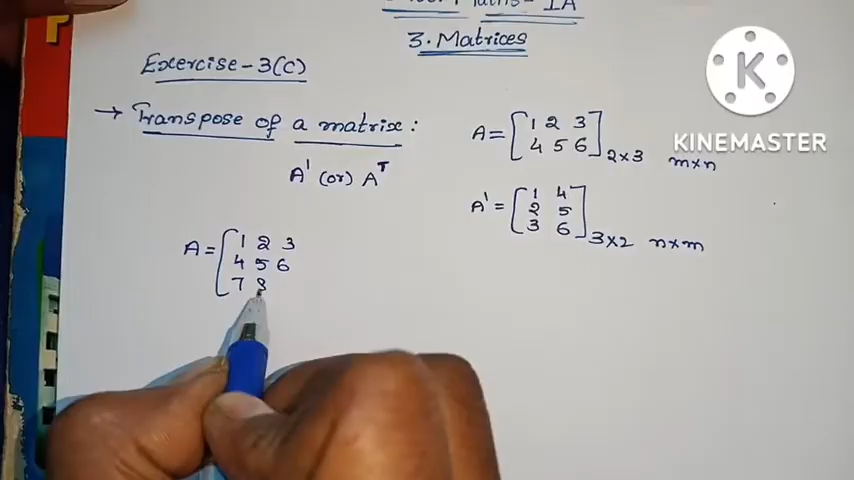 Maths - IA
3. Matrices
Exercise - 3(c)
→ Transpose of a matrix :
A' (or) Aᵀ
A = [1 2 3
4 5 6] 2×3 m×n
A' = [1 4
2 5
3 6] 3×2 n×m
A = [1 2 3
4 5 6
7 8
K
KINEMASTER